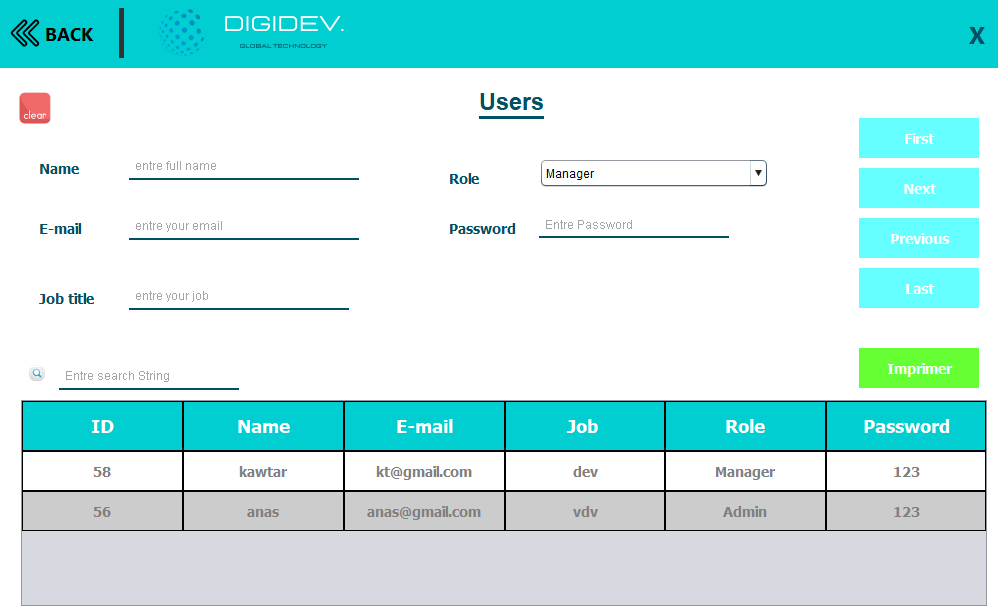 BACK
DIGIDEV.
GLOBAL TECHNOLOGY
X
clear
Users
First
Name
entre full name
Role
Manager
Next
E-mail
entre your email
Password
Entre Password
Previous
Job title
entre your job
Last
Entre search String
Imprimer
ID Name E-mail Job Role Password
58 kawtar kt@gmail.com dev Manager 123
56 anas anas@gmail.com vdv Admin 123